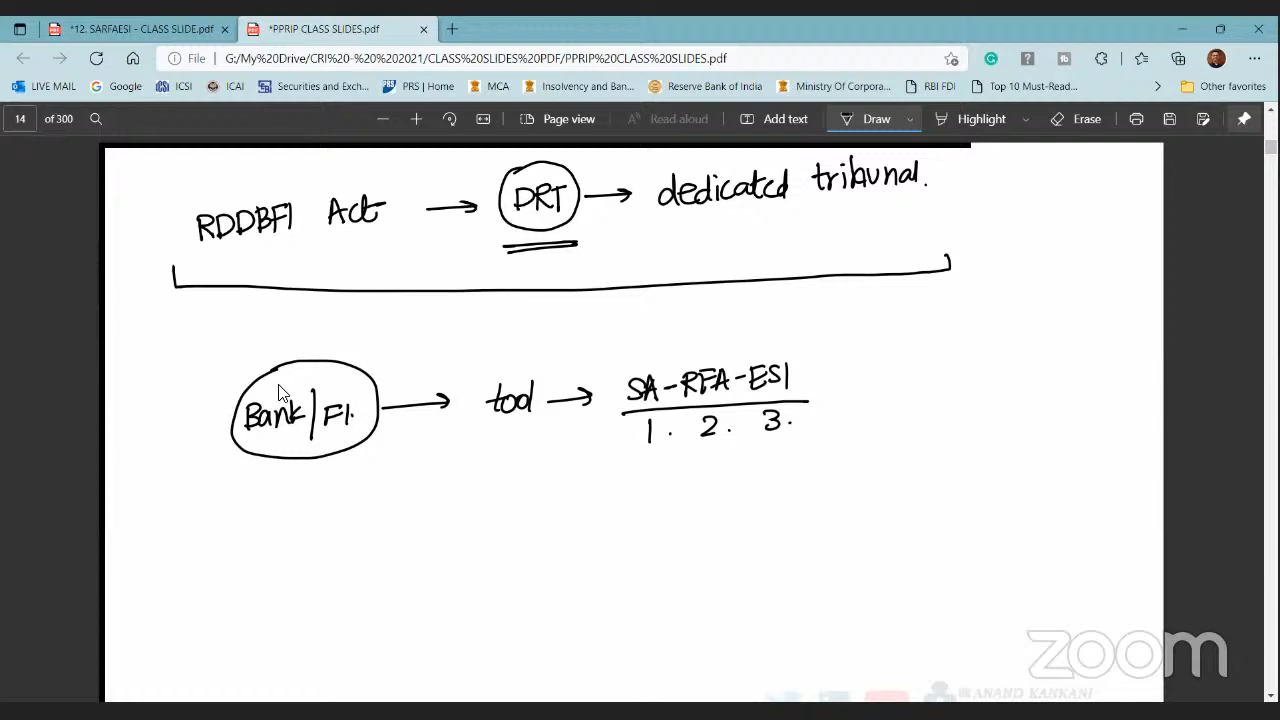 *12. SARFAESI - CLASS SLIDE.pdf
*PPRIP CLASS SLIDES.pdf
File G:/My%20Drive/CRI%20-%20%202021/CLASS%20SLIDES%20PDF/PPRIP%20CLASS%20SLIDES.pdf
LIVE MAIL Google ICSI ICAI Securities and Exch... PRS | Home MCA Insolvency and Ban... Reserve Bank of India Ministry Of Corpora... RBI FDI Top 10 Must-Read... Other favorites
14 of 300 Page view Read aloud Add text Draw Highlight Erase
RDDBFI Act → DRT → dedicated tribunal.
Bank/FI. → tool → SA-RFA-ESI
1. 2. 3.
zoom
ANAND KANKANI